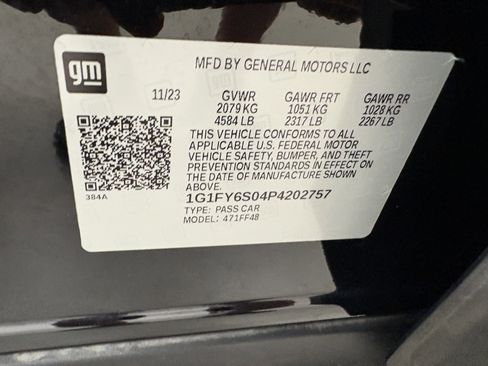 gm
MFD BY GENERAL MOTORS LLC
11/23 GVWR GAWR FRT GAWR RR
2079 KG 1051 KG 1028 KG
4584 LB 2317 LB 2267 LB
THIS VEHICLE CONFORMS TO ALL
APPLICABLE U.S. FEDERAL MOTOR
VEHICLE SAFETY, BUMPER, AND THEFT
PREVENTION STANDARDS IN EFFECT ON
THE DATE OF MANUFACTURE SHOWN ABOVE.
384A
1G1FY6S04P4202757
TYPE: PASS CAR
MODEL: 471FF48